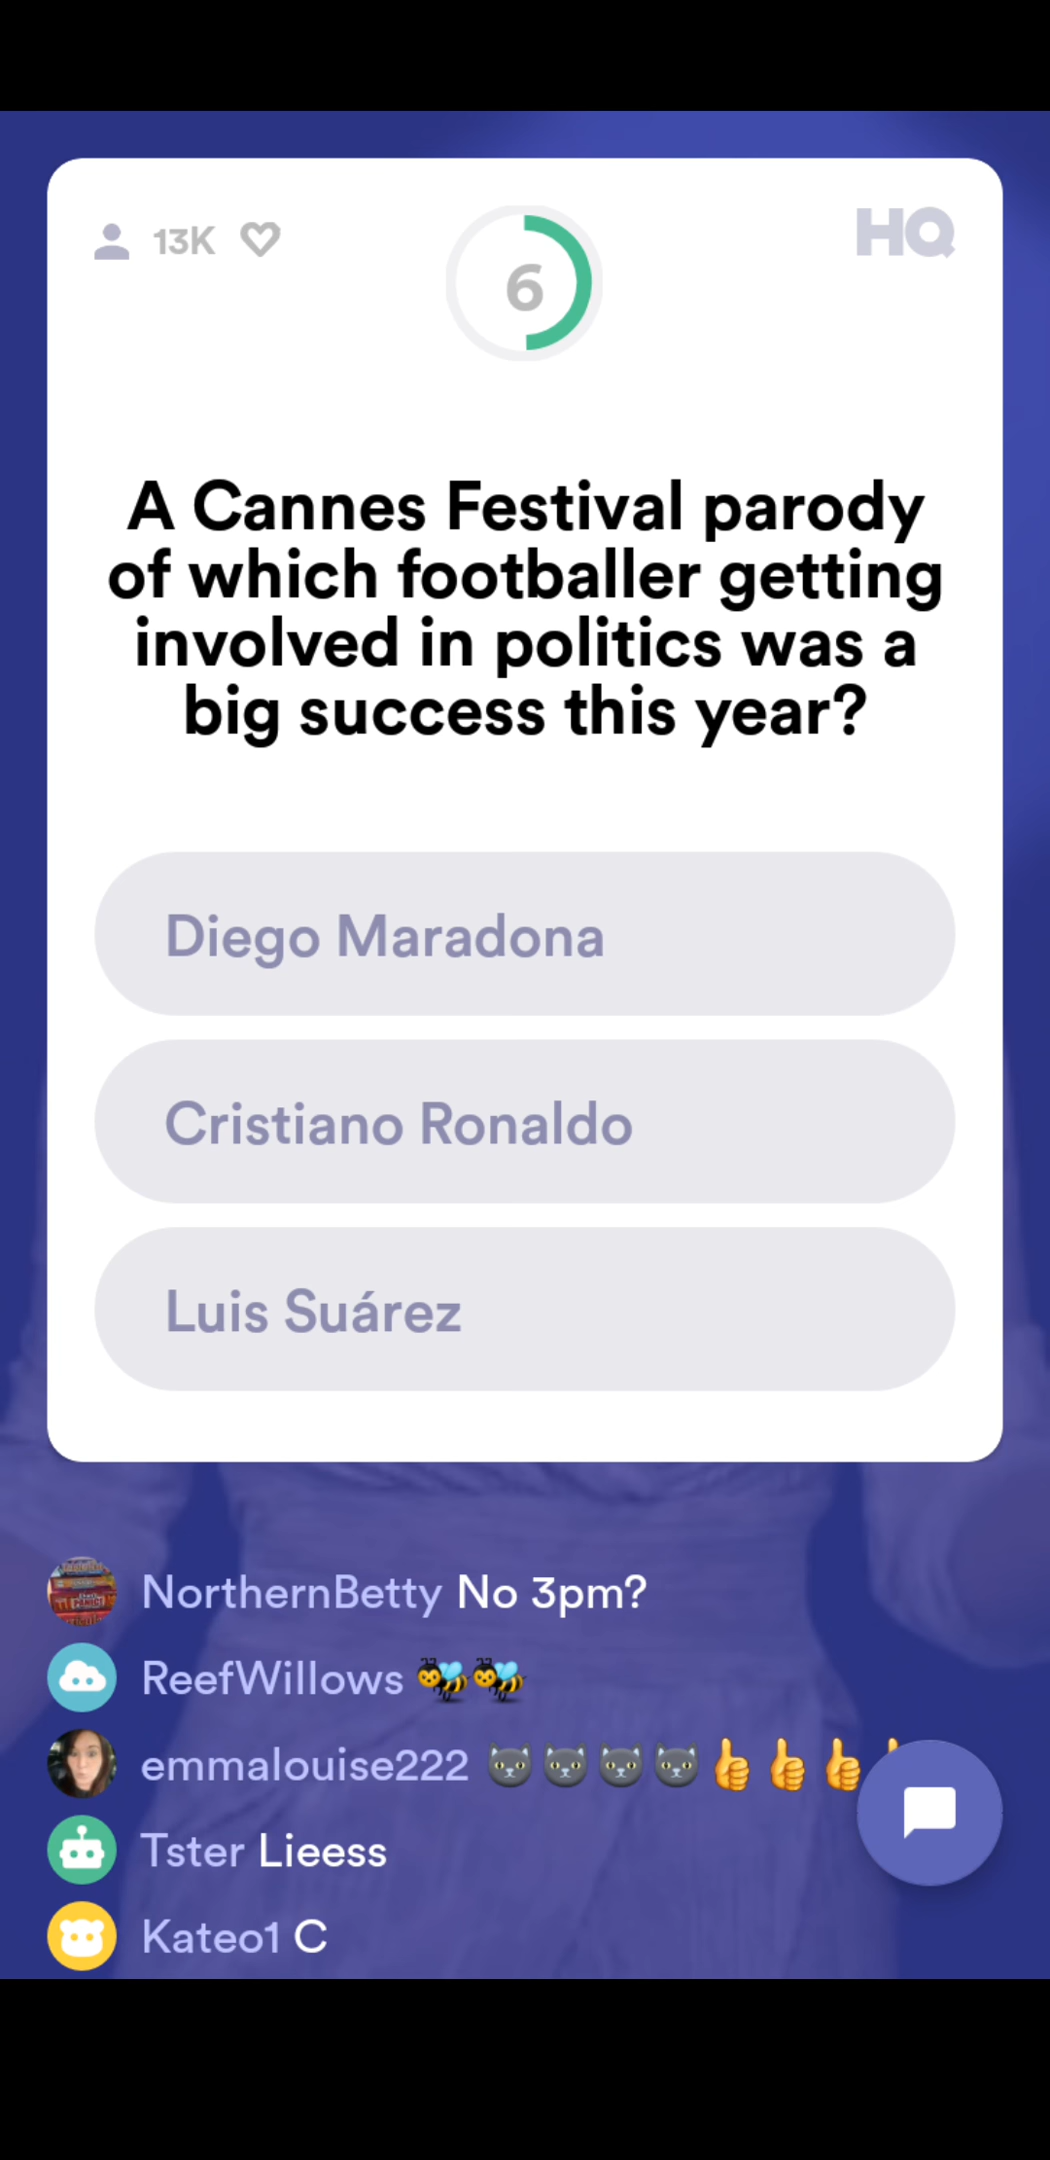 13K
6
HQ
A Cannes Festival parody
of which footballer getting
involved in politics was a
big success this year?
Diego Maradona
Cristiano Ronaldo
Luis Suárez
NorthernBetty No 3pm?
ReefWillows 🐝🐝
emmalouise222 🐱🐱🐱🐱👍👍👍
Tster Lieess
Kateo1 C